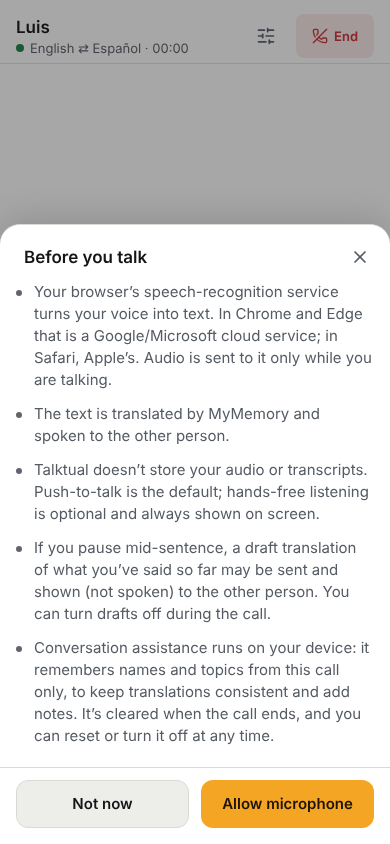 Luis
English ⇄ Español · 00:00
End
Before you talk
Your browser’s speech-recognition service
turns your voice into text. In Chrome and Edge
that is a Google/Microsoft cloud service; in
Safari, Apple’s. Audio is sent to it only while you
are talking.
The text is translated by MyMemory and
spoken to the other person.
Talktual doesn’t store your audio or transcripts.
Push-to-talk is the default; hands-free listening
is optional and always shown on screen.
If you pause mid-sentence, a draft translation
of what you’ve said so far may be sent and
shown (not spoken) to the other person. You
can turn drafts off during the call.
Conversation assistance runs on your device: it
remembers names and topics from this call
only, to keep translations consistent and add
notes. It’s cleared when the call ends, and you
can reset or turn it off at any time.
Not now
Allow microphone